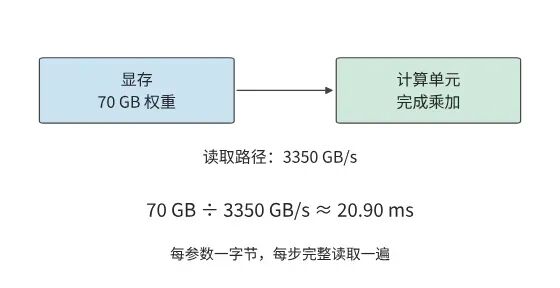 显存
70 GB 权重
计算单元
完成乘加
读取路径：3350 GB/s
70 GB ÷ 3350 GB/s ≈ 20.90 ms
每参数一字节，每步完整读取一遍